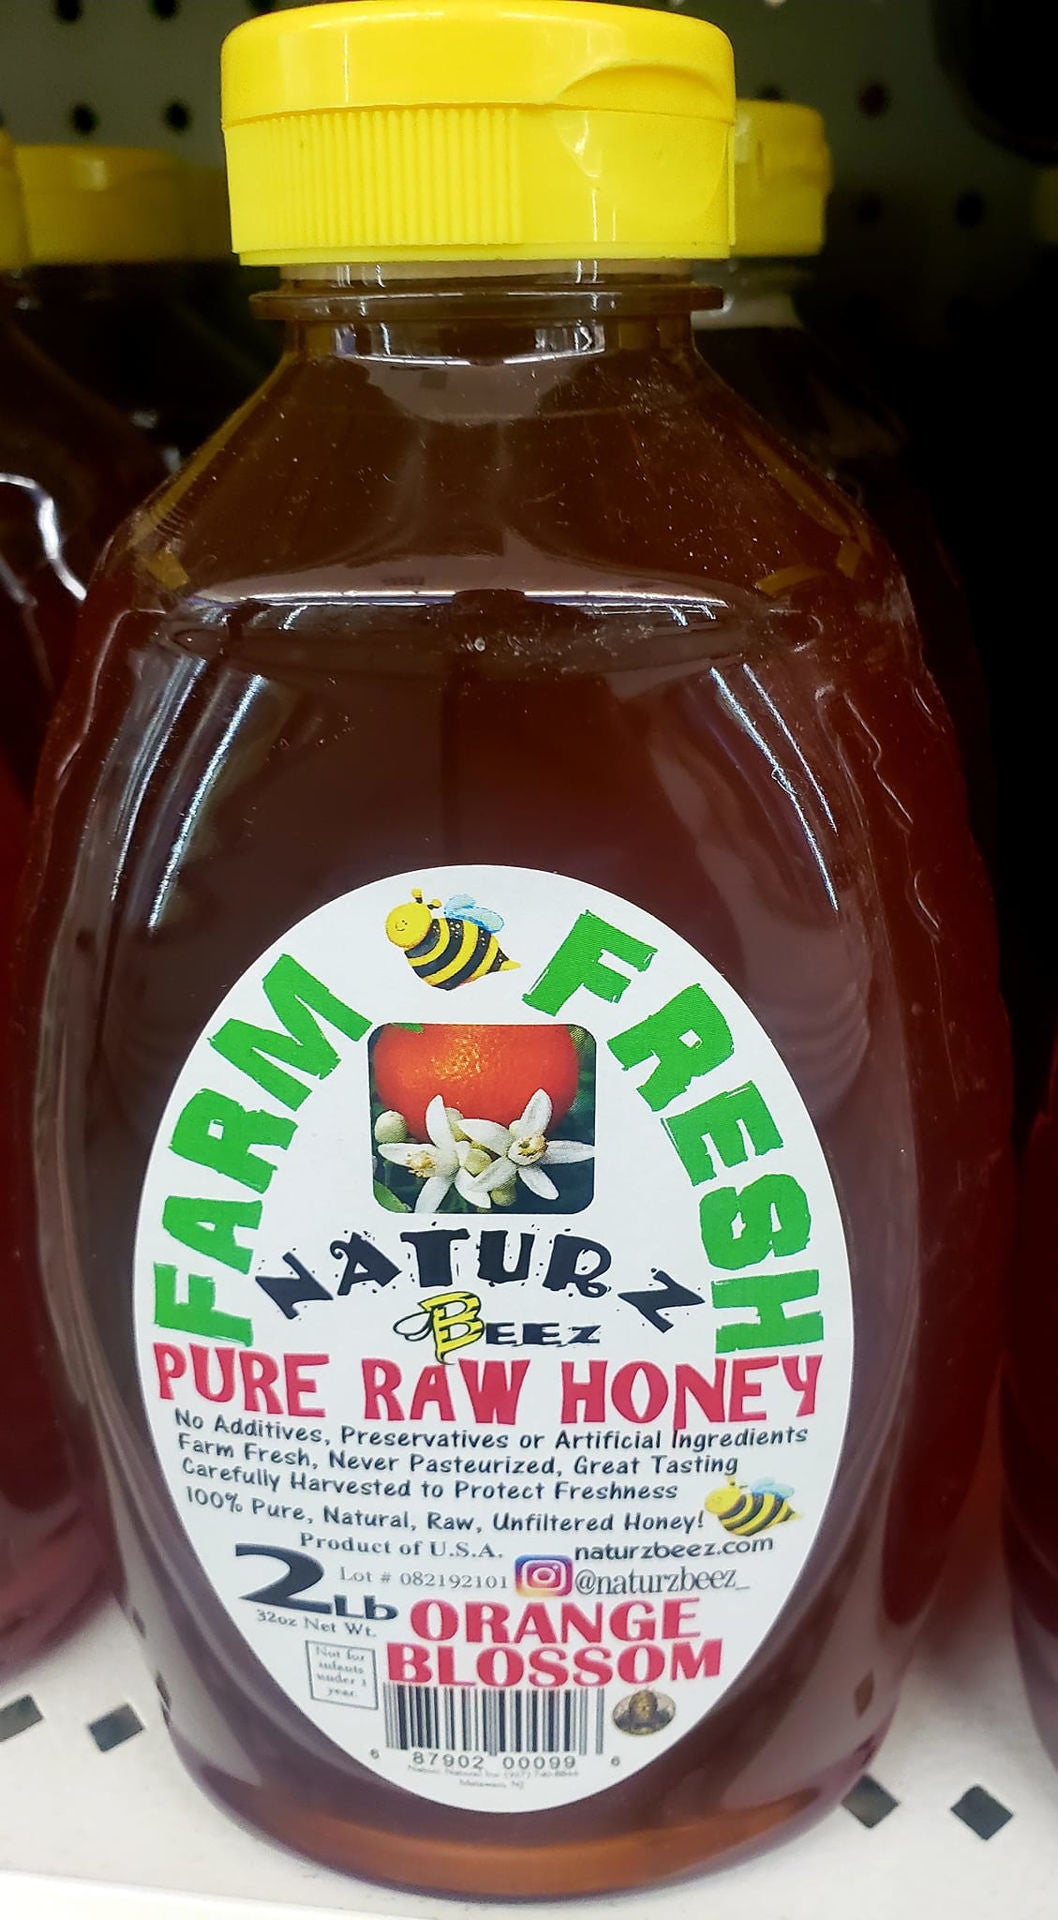 FARM FRESH
NATURZ
BEEZ
PURE RAW HONEY
No Additives, Preservatives or Artificial Ingredients
Farm Fresh, Never Pasteurized, Great Tasting
Carefully Harvested to Protect Freshness
100% Pure, Natural, Raw, Unfiltered Honey!
Product of U.S.A.
naturzbeez.com
2Lb
Lot # 082192101
@naturzbeez_
32oz Net Wt.
ORANGE
BLOSSOM
Not for
infants
under 1
year.
6 87902 00099 6